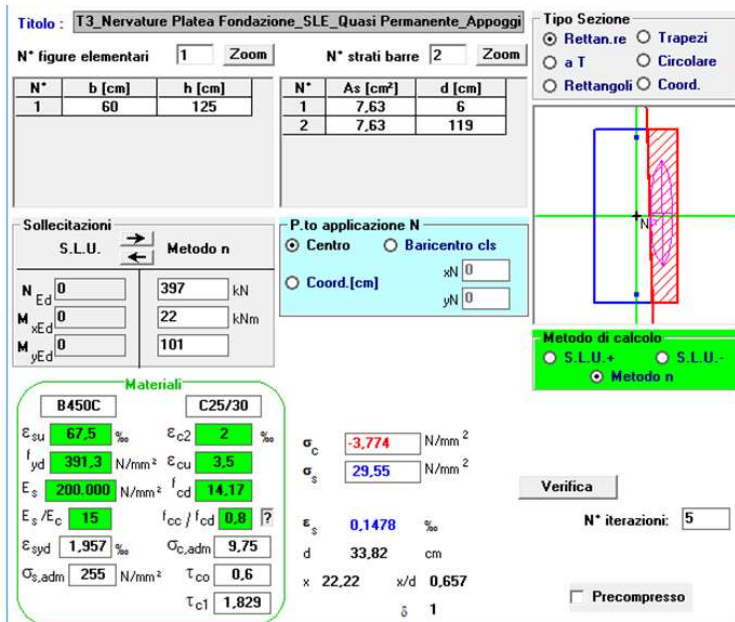 Titolo : T3_Nervature Platea Fondazione_SLE_Quasi Permanente_Appoggi
N* figure elementari 1 Zoom
N* strati barre 2 Zoom
N* b [cm] h [cm]
1 60 125
N* As [cm²] d [cm]
1 7,63 6
2 7,63 119
Tipo Sezione
Rettan.re Trapezi
a T Circolare
Rettangoli Coord.
N
Sollecitazioni
S.L.U. Metodo n
N Ed 0 397 kN
M xEd 0 22 kNm
M yEd 0 101
P.to applicazione N
Centro Baricentro cls
Coord.[cm] xN 0
yN 0
Metodo di calcolo
S.L.U.+ S.L.U.-
Metodo n
Materiali
B450C C25/30
εsu 67,5 ‰ εc2 2 ‰
fyd 391,3 N/mm² εcu 3,5
Es 200.000 N/mm² fcd 14,17
Es/Ec 15 fcc / fcd 0,8 ?
εsyd 1,957 ‰ σc,adm 9,75
σs,adm 255 N/mm² τco 0,6
τc1 1,829
σc -3,774 N/mm²
σs 29,55 N/mm²
εs 0,1478 ‰
d 33,82 cm
x 22,22 x/d 0,657
δ 1
Verifica
N* iterazioni: 5
Precompresso